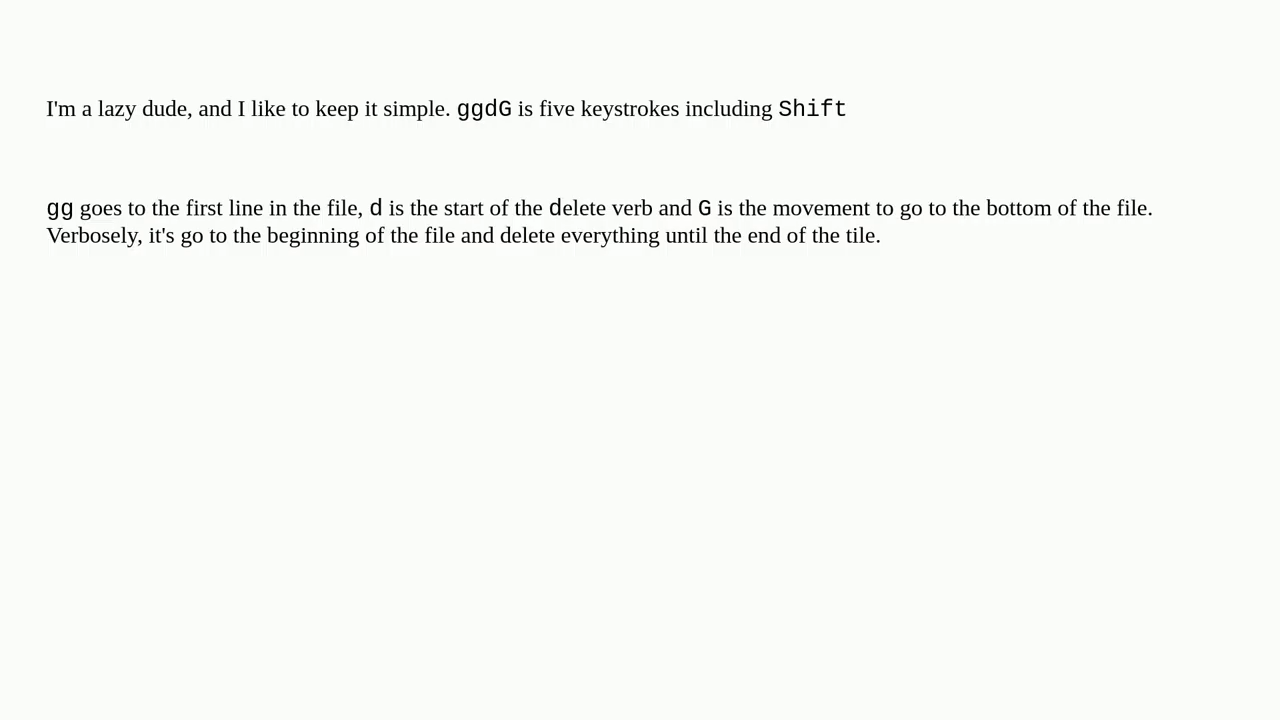 I'm a lazy dude, and I like to keep it simple. ggdG is five keystrokes including Shift
gg goes to the first line in the file, d is the start of the delete verb and G is the movement to go to the bottom of the file.
Verbosely, it's go to the beginning of the file and delete everything until the end of the tile.